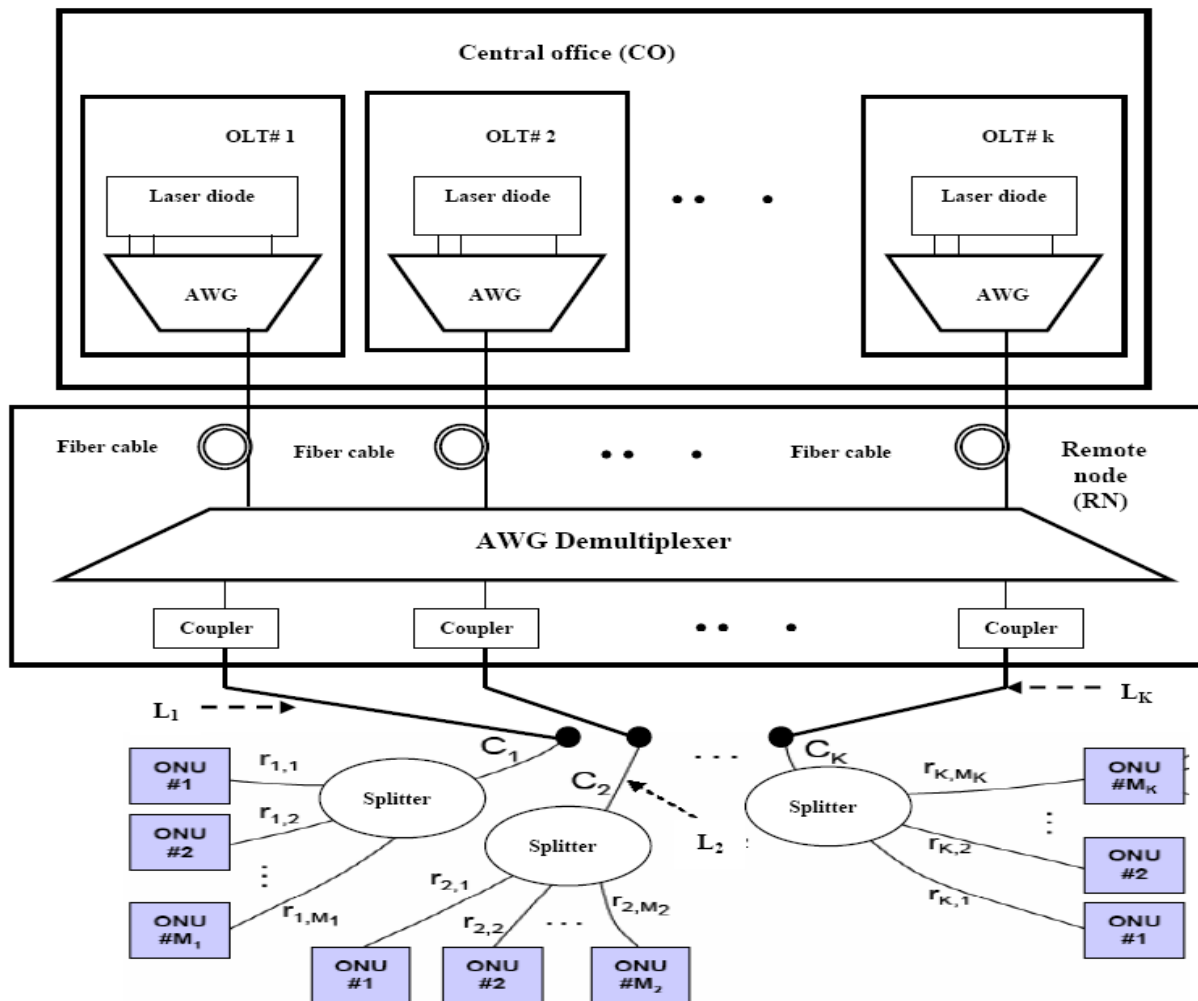 Central office (CO)
OLT# 1
OLT# 2
OLT# k
Laser diode
Laser diode
Laser diode
AWG
AWG
AWG
Fiber cable
Fiber cable
Fiber cable
Remote
node
(RN)
AWG Demultiplexer
Coupler
Coupler
Coupler
L1
LK
C1
C2
CK
L2
Splitter
Splitter
Splitter
r1,1
r1,2
r1,M1
ONU
#1
ONU
#2
ONU
#M1
r2,1
r2,2
r2,M2
ONU
#1
ONU
#2
ONU
#M2
rK,MK
rK,2
rK,1
ONU
#MK
ONU
#2
ONU
#1